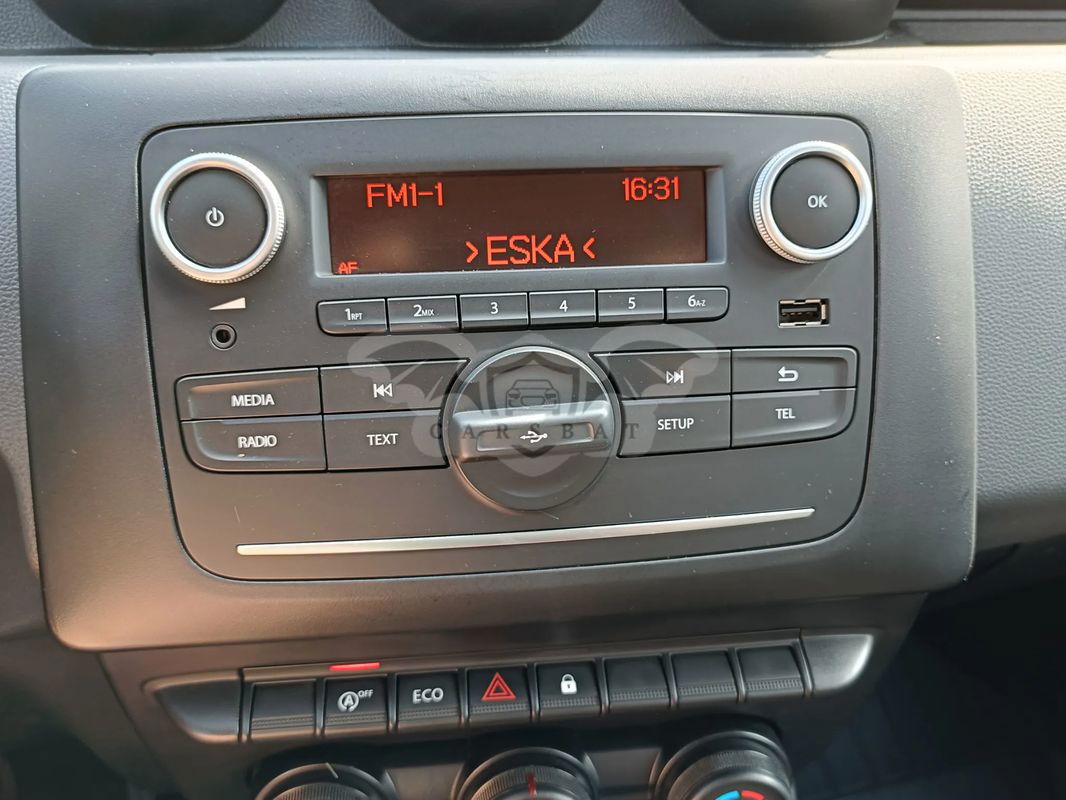 FM1-1 16:31
>ESKA<
AF
OK
1RPT 2MIX 3 4 5 6A-Z
MEDIA
RADIO TEXT SETUP TEL
CARSBAT
A OFF ECO